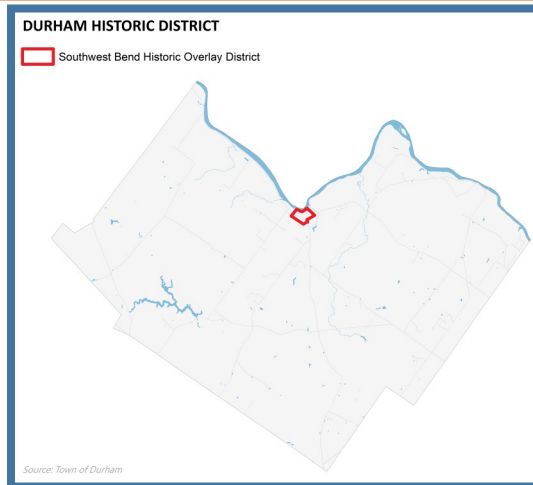 DURHAM HISTORIC DISTRICT
Southwest Bend Historic Overlay District
Source: Town of Durham